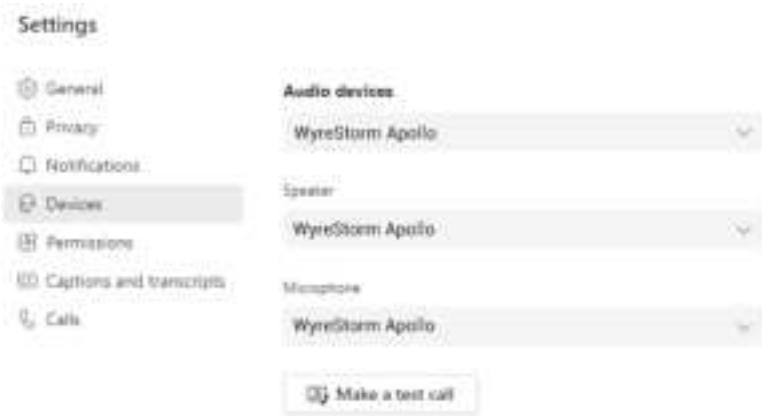 Settings
General
Privacy
Notifications
Devices
Permissions
Captions and transcripts
Calls
Audio devices
WyreStorm Apollo
Speaker
WyreStorm Apollo
Microphone
WyreStorm Apollo
Make a test call